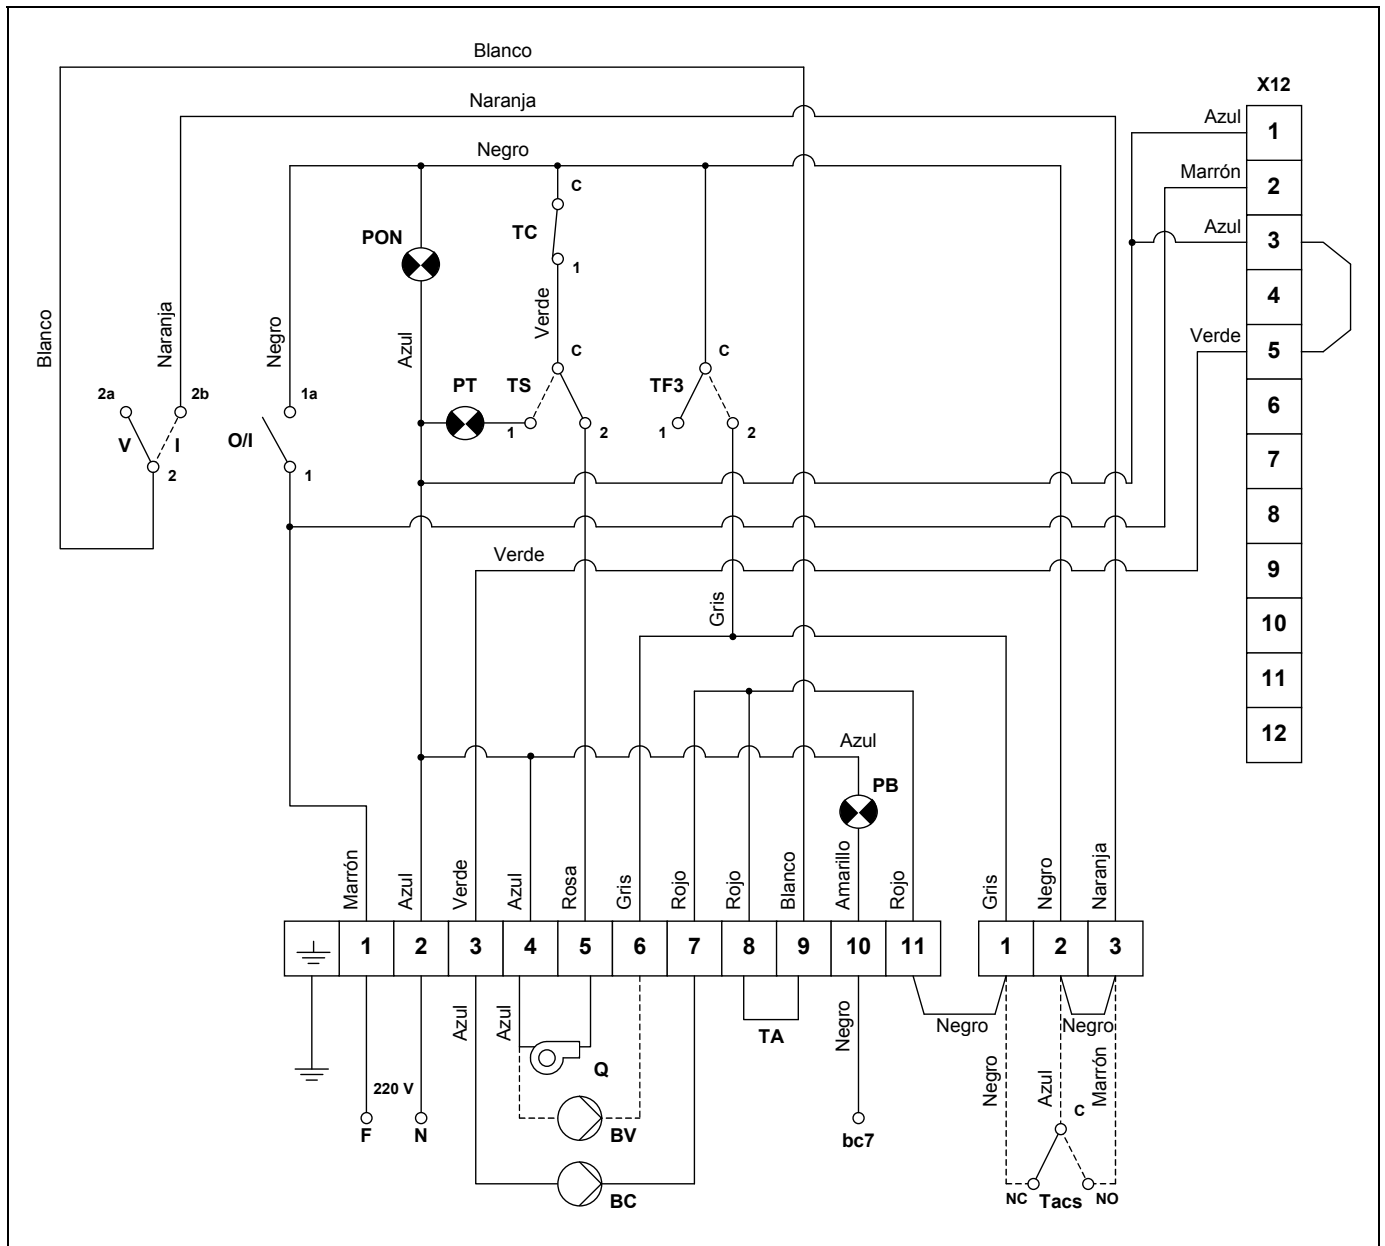 Blanco
Naranja
X12
Azul
1
Negro
Marrón
2
C
PON
TC
Azul
3
1
4
Blanco
Naranja
Negro
Azul
Verde
Verde
5
C
C
PT
TS
TF3
2a
2b
1a
6
V
I
O/I
1
2
1
2
2
1
7
8
Verde
9
Gris
10
11
Azul
12
PB
Marrón
Azul
Verde
Azul
Rosa
Gris
Rojo
Rojo
Blanco
Amarillo
Rojo
Gris
Negro
Naranja
1
2
3
4
5
6
7
8
9
10
11
1
2
3
Azul
Azul
Negro
Negro
Negro
TA
Q
Negro
Azul
Marrón
220 V
F
N
BV
bc7
C
BC
NC
Tacs
NO